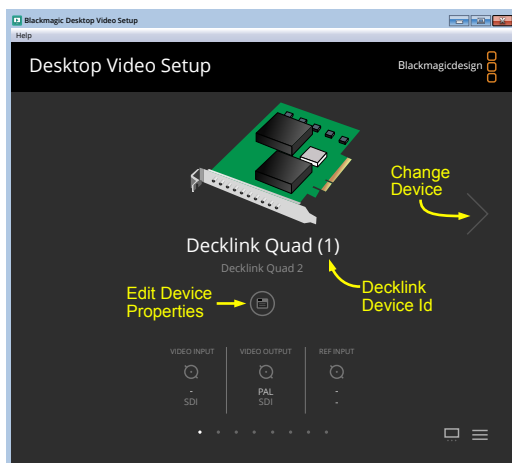 Blackmagic Desktop Video Setup
Help
Desktop Video Setup
Blackmagicdesign
Change
Device
Decklink Quad (1)
Decklink Quad 2
Edit Device
Properties
Decklink
Device Id
VIDEO INPUT
VIDEO OUTPUT
REF INPUT
-
PAL
-
SDI
SDI
-